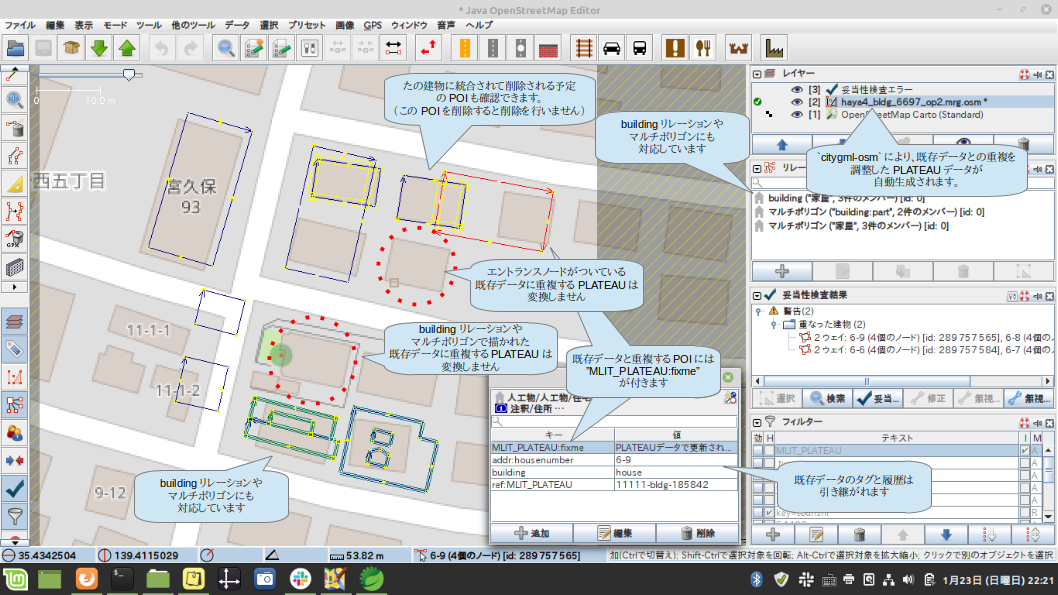 * Java OpenStreetMap Editor
ファイル 編集 表示 モード ツール 他のツール データ 選択 プリセット 画像 GPS ウィンドウ 音声 ヘルプ
0 10.0 m
西五丁目
宮久保
93
11-1-1
11-1-2
9-12
たの建物に統合されて削除される予定
の POI も確認できます。
（この POI を削除すると削除を行いません）
building リレーションや
マルチポリゴンにも
対応しています
エントランスノードがついている
既存データに重複する PLATEAU は
変換しません
building リレーションや
マルチポリゴンで描かれた
既存データに重複する PLATEAU は
変換しません
既存データと重複する POI には
”MLIT_PLATEAU:fixme”
が付きます
building リレーションや
マルチポリゴンにも
対応しています
レイヤー
[3] 妥当性検査エラー
[2] haya4_bldg_6697_op2.mrg.osm *
[1] OpenStreetMap Carto (Standard)
`citygml-osm` により、既存データとの重複を
調整した PLATEAU データが
自動生成されます。
リレー
building ("家屋", 3件のメンバー) [id: 0]
マルチポリゴン ("building:part", 2件のメンバー) [id: 0]
マルチポリゴン ("家屋", 3件のメンバー) [id: 0]
妥当性検査結果
警告(2)
重なった建物 (2)
2 ウェイ: 6-9 (4個のノード) [id: 289 757 565], 6-8 (4個の
2 ウェイ: 6-6 (4個のノード) [id: 289 757 584], 6-7 (4個の
選択 検索 妥当... 修正 無視... 無視...
フィルター
効 H テキスト I M
MLIT_PLATEAU A
人工物/人工物/住
注釈/住所 ...
キー 値
MLIT_PLATEAU:fixme PLATEAUデータで更新され...
addr:housenumber 6-9
building house
ref:MLIT_PLATEAU 11111-bldg-185842
追加 編集 削除
既存データのタグと履歴は
引き継がれます
35.4342504 139.4115029 53.82 m 6-9 (4個のノード) [id: 289 757 565] 加(Ctrlで切替え); Shift-Ctrlで選択対象を回転; Alt-Ctrlで選択対象を拡大縮小; クリックで別のオブジェクトを選択
1月23日 (日曜日) 22:21